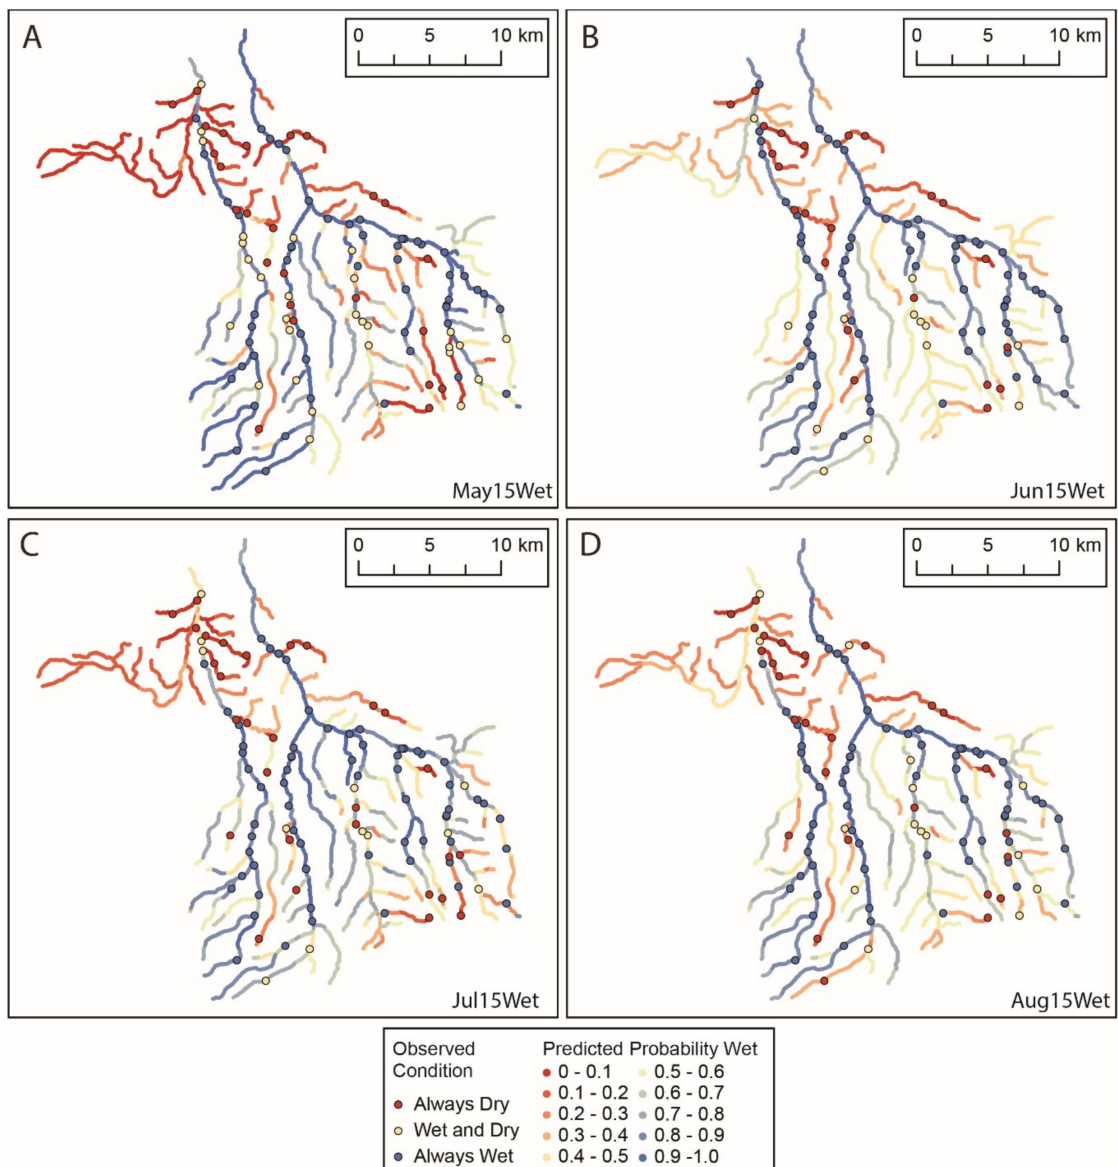 A
0 5 10 km
May15Wet
B
0 5 10 km
Jun15Wet
C
0 5 10 km
Jul15Wet
D
0 5 10 km
Aug15Wet
Observed
Condition
Always Dry
Wet and Dry
Always Wet
Predicted Probability Wet
0 - 0.1
0.1 - 0.2
0.2 - 0.3
0.3 - 0.4
0.4 - 0.5
0.5 - 0.6
0.6 - 0.7
0.7 - 0.8
0.8 - 0.9
0.9 -1.0